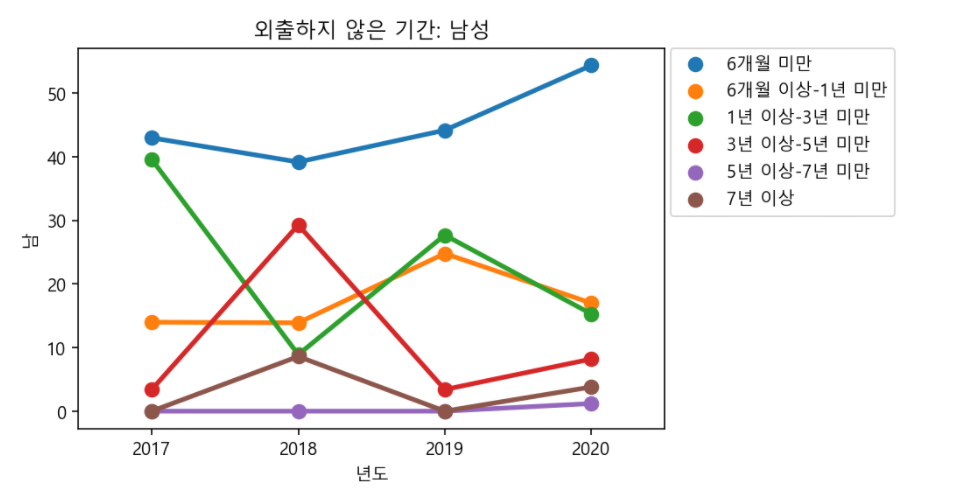 외출하지 않은 기간: 남성
6개월 미만
6개월 이상-1년 미만
1년 이상-3년 미만
3년 이상-5년 미만
5년 이상-7년 미만
7년 이상
남
50
40
30
20
10
0
2017 2018 2019 2020
년도